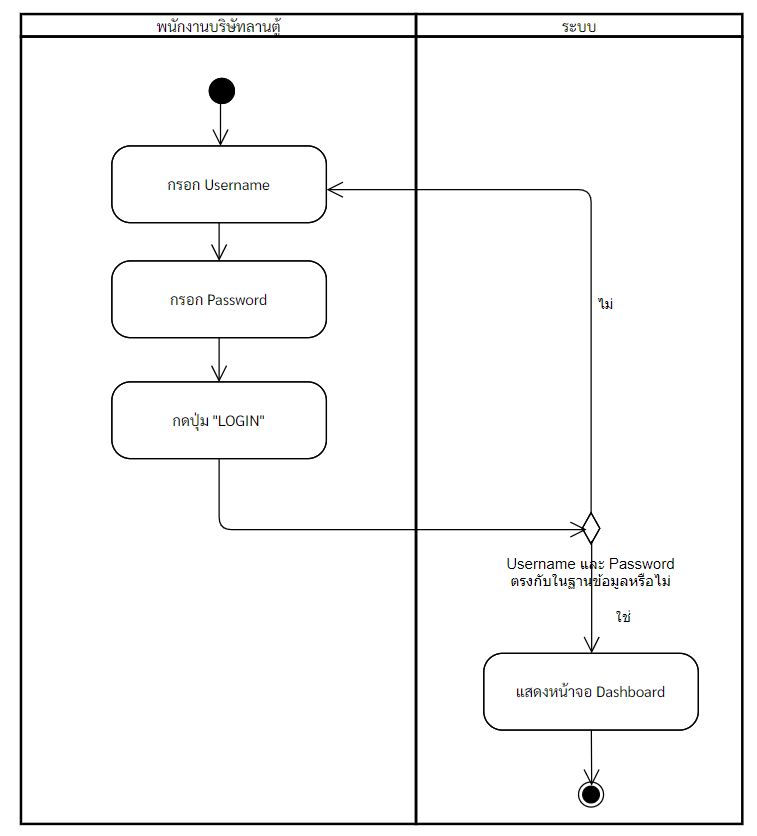 พนักงานบริษัทลานตู้
ระบบ
กรอก Username
กรอก Password
ไม่
กดปุ่ม "LOGIN"
Username และ Password
ตรงกับในฐานข้อมูลหรือไม่
ใช่
แสดงหน้าจอ Dashboard